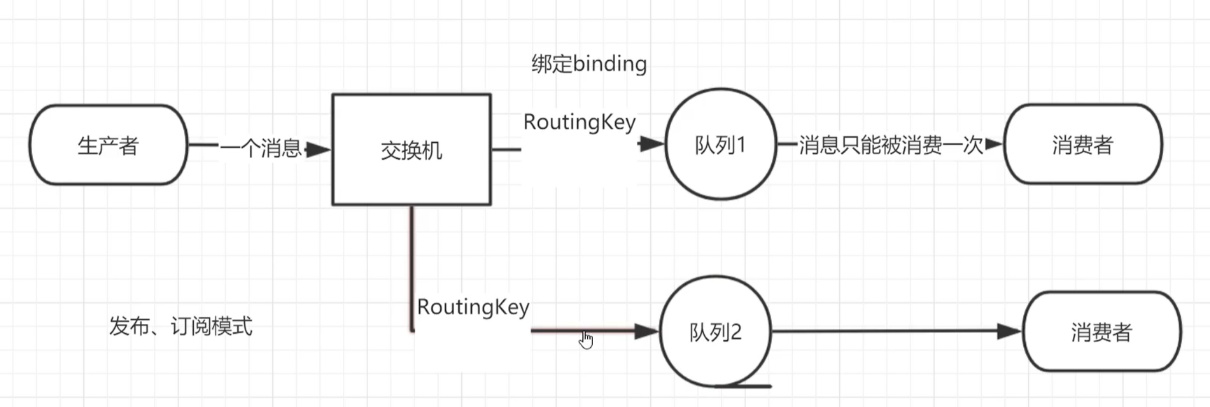 绑定binding
生产者
一个消息
交换机
RoutingKey
队列1
消息只能被消费一次
消费者
RoutingKey
发布、订阅模式
队列2
消费者